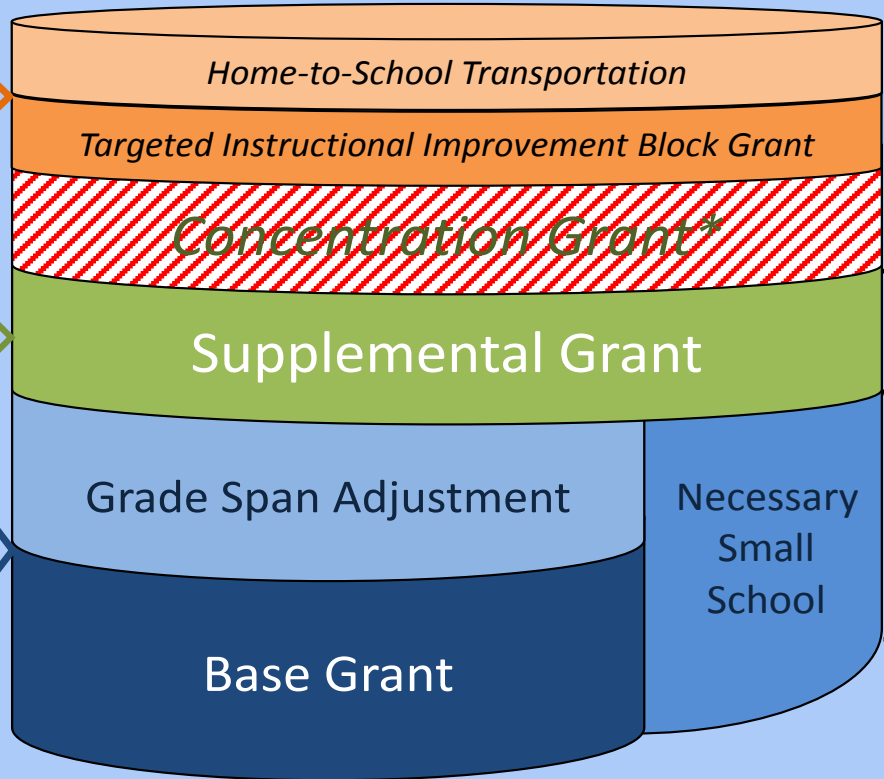 Home-to-School Transportation
Targeted Instructional Improvement Block Grant
Concentration Grant*
Supplemental Grant
Grade Span Adjustment
Necessary
Small
School
Base Grant